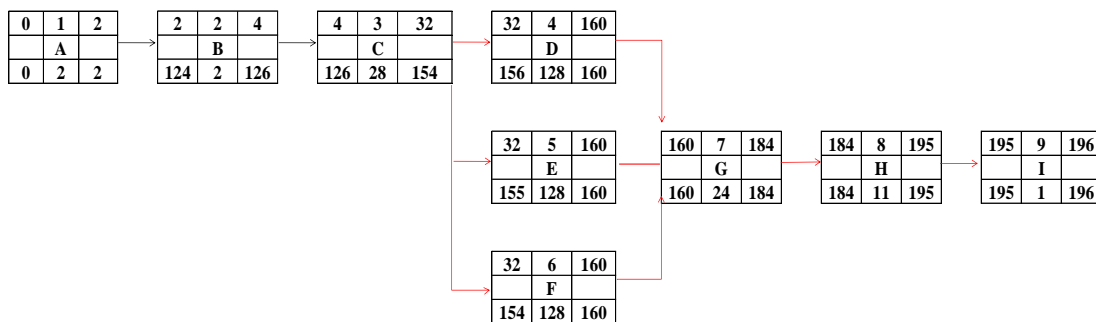 0 1 2
A
0 2 2
2 2 4
B
124 2 126
4 3 32
C
126 28 154
32 4 160
D
156 128 160
32 5 160
E
155 128 160
32 6 160
F
154 128 160
160 7 184
G
160 24 184
184 8 195
H
184 11 195
195 9 196
I
195 1 196